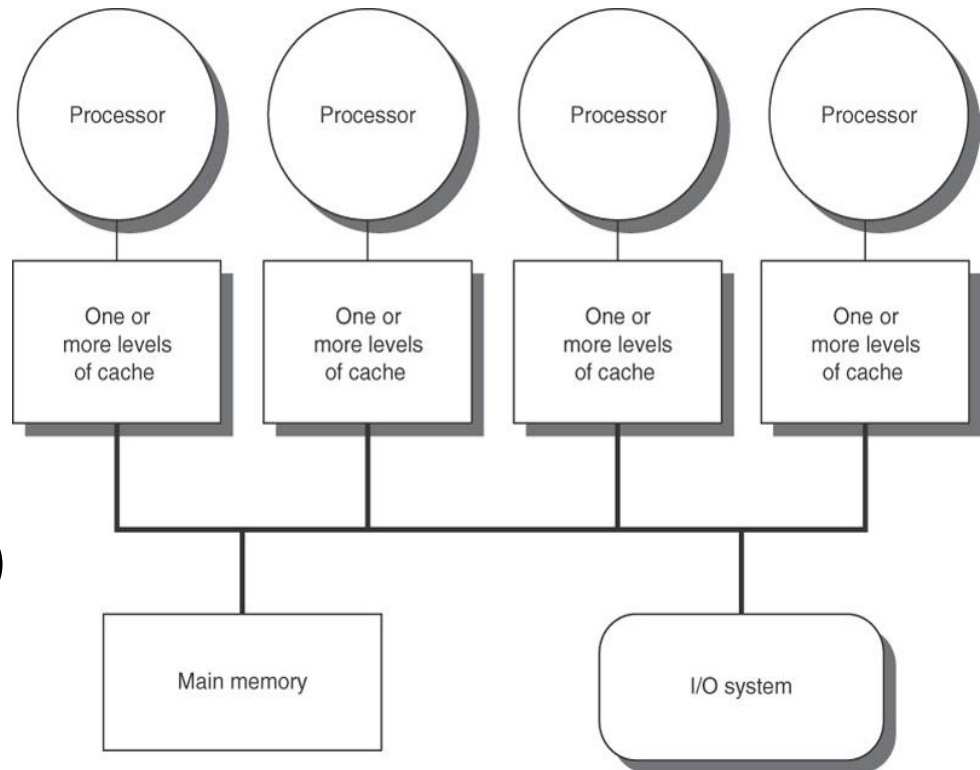 Processor
Processor
Processor
Processor
One or
more levels
of cache
One or
more levels
of cache
One or
more levels
of cache
One or
more levels
of cache
)
Main memory
I/O system